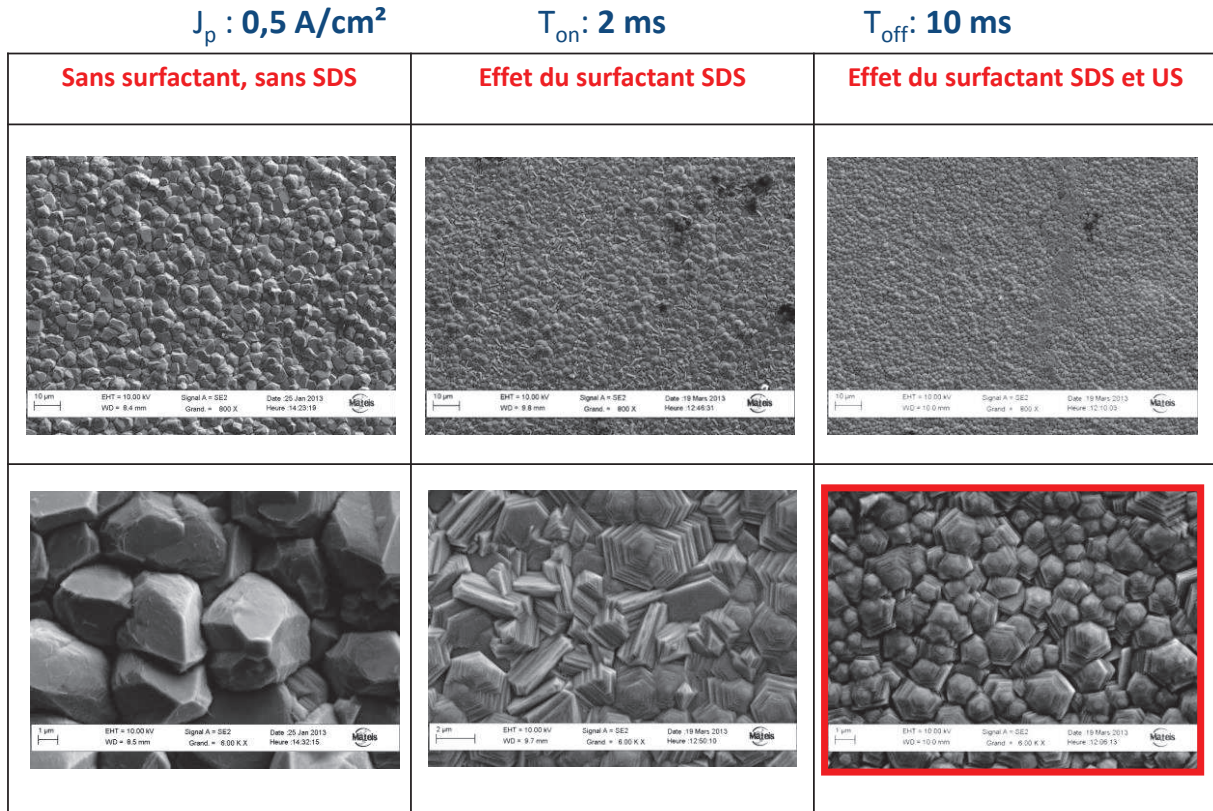 Jp : 0,5 A/cm² Ton: 2 ms Toff: 10 ms
Sans surfactant, sans SDS
Effet du surfactant SDS
Effet du surfactant SDS et US
10 µm EHT = 10.00 kV Signal A = SE2 Date :25 Jan 2013
WD = 8.4 mm Grand. = 800 X Heure :14:23:19 Mateis
10 µm EHT = 10.00 kV Signal A = SE2 Date :19 Mars 2013
WD = 9.8 mm Grand. = 800 X Heure :12:46:31 Mateis
10 µm EHT = 10.00 kV Signal A = SE2 Date :19 Mars 2013
WD = 10.0 mm Grand. = 800 X Heure :12:10:09 Mateis
1 µm EHT = 10.00 kV Signal A = SE2 Date :25 Jan 2013
WD = 8.5 mm Grand. = 6.00 K X Heure :14:32:15 Mateis
2 µm EHT = 10.00 kV Signal A = SE2 Date :19 Mars 2013
WD = 9.7 mm Grand. = 6.00 K X Heure :12:50:10 Mateis
1 µm EHT = 10.00 kV Signal A = SE2 Date :19 Mars 2013
WD = 10.0 mm Grand. = 6.00 K X Heure :12:06:13 Mateis